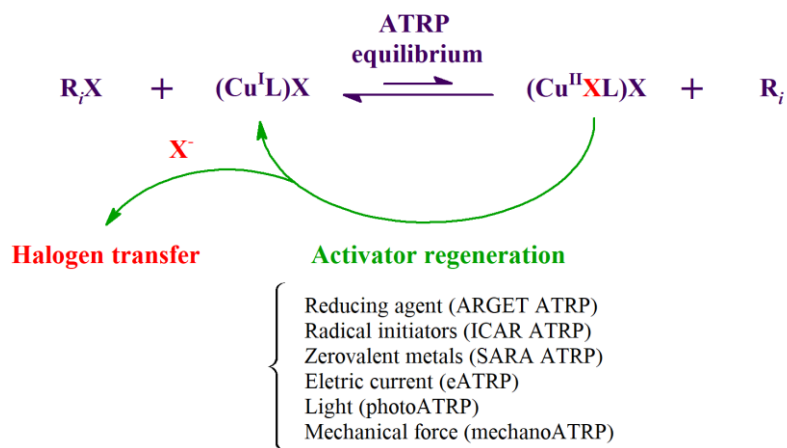 ATRP
equilibrium
RᵢX + (CuᴵL)X (CuᴵᴵXL)X + Rᵢ
X⁻
Halogen transfer Activator regeneration
Reducing agent (ARGET ATRP)
Radical initiators (ICAR ATRP)
Zerovalent metals (SARA ATRP)
Eletric current (eATRP)
Light (photoATRP)
Mechanical force (mechanoATRP)